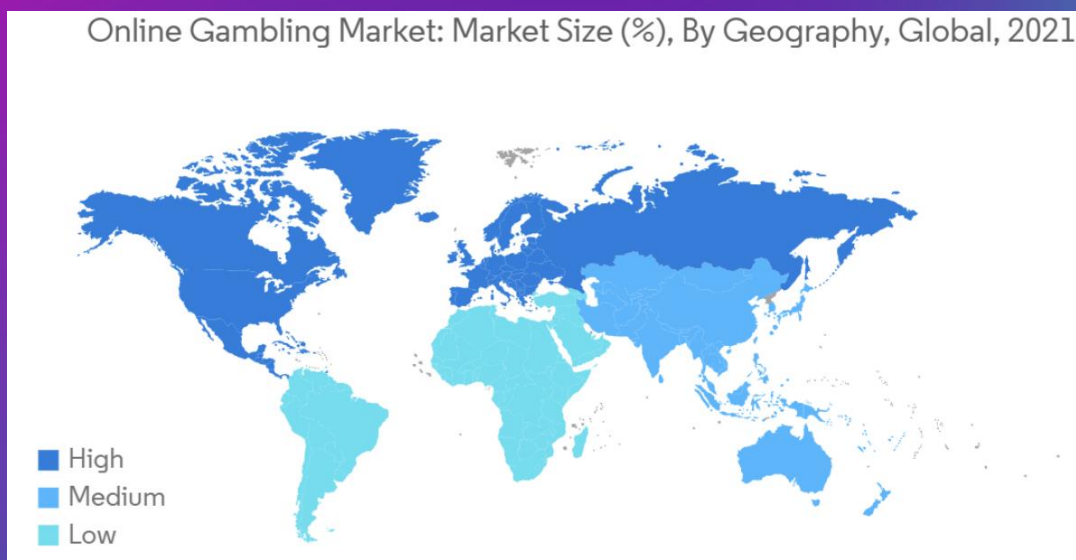 Online Gambling Market: Market Size (%), By Geography, Global, 2021
High
Medium
Low